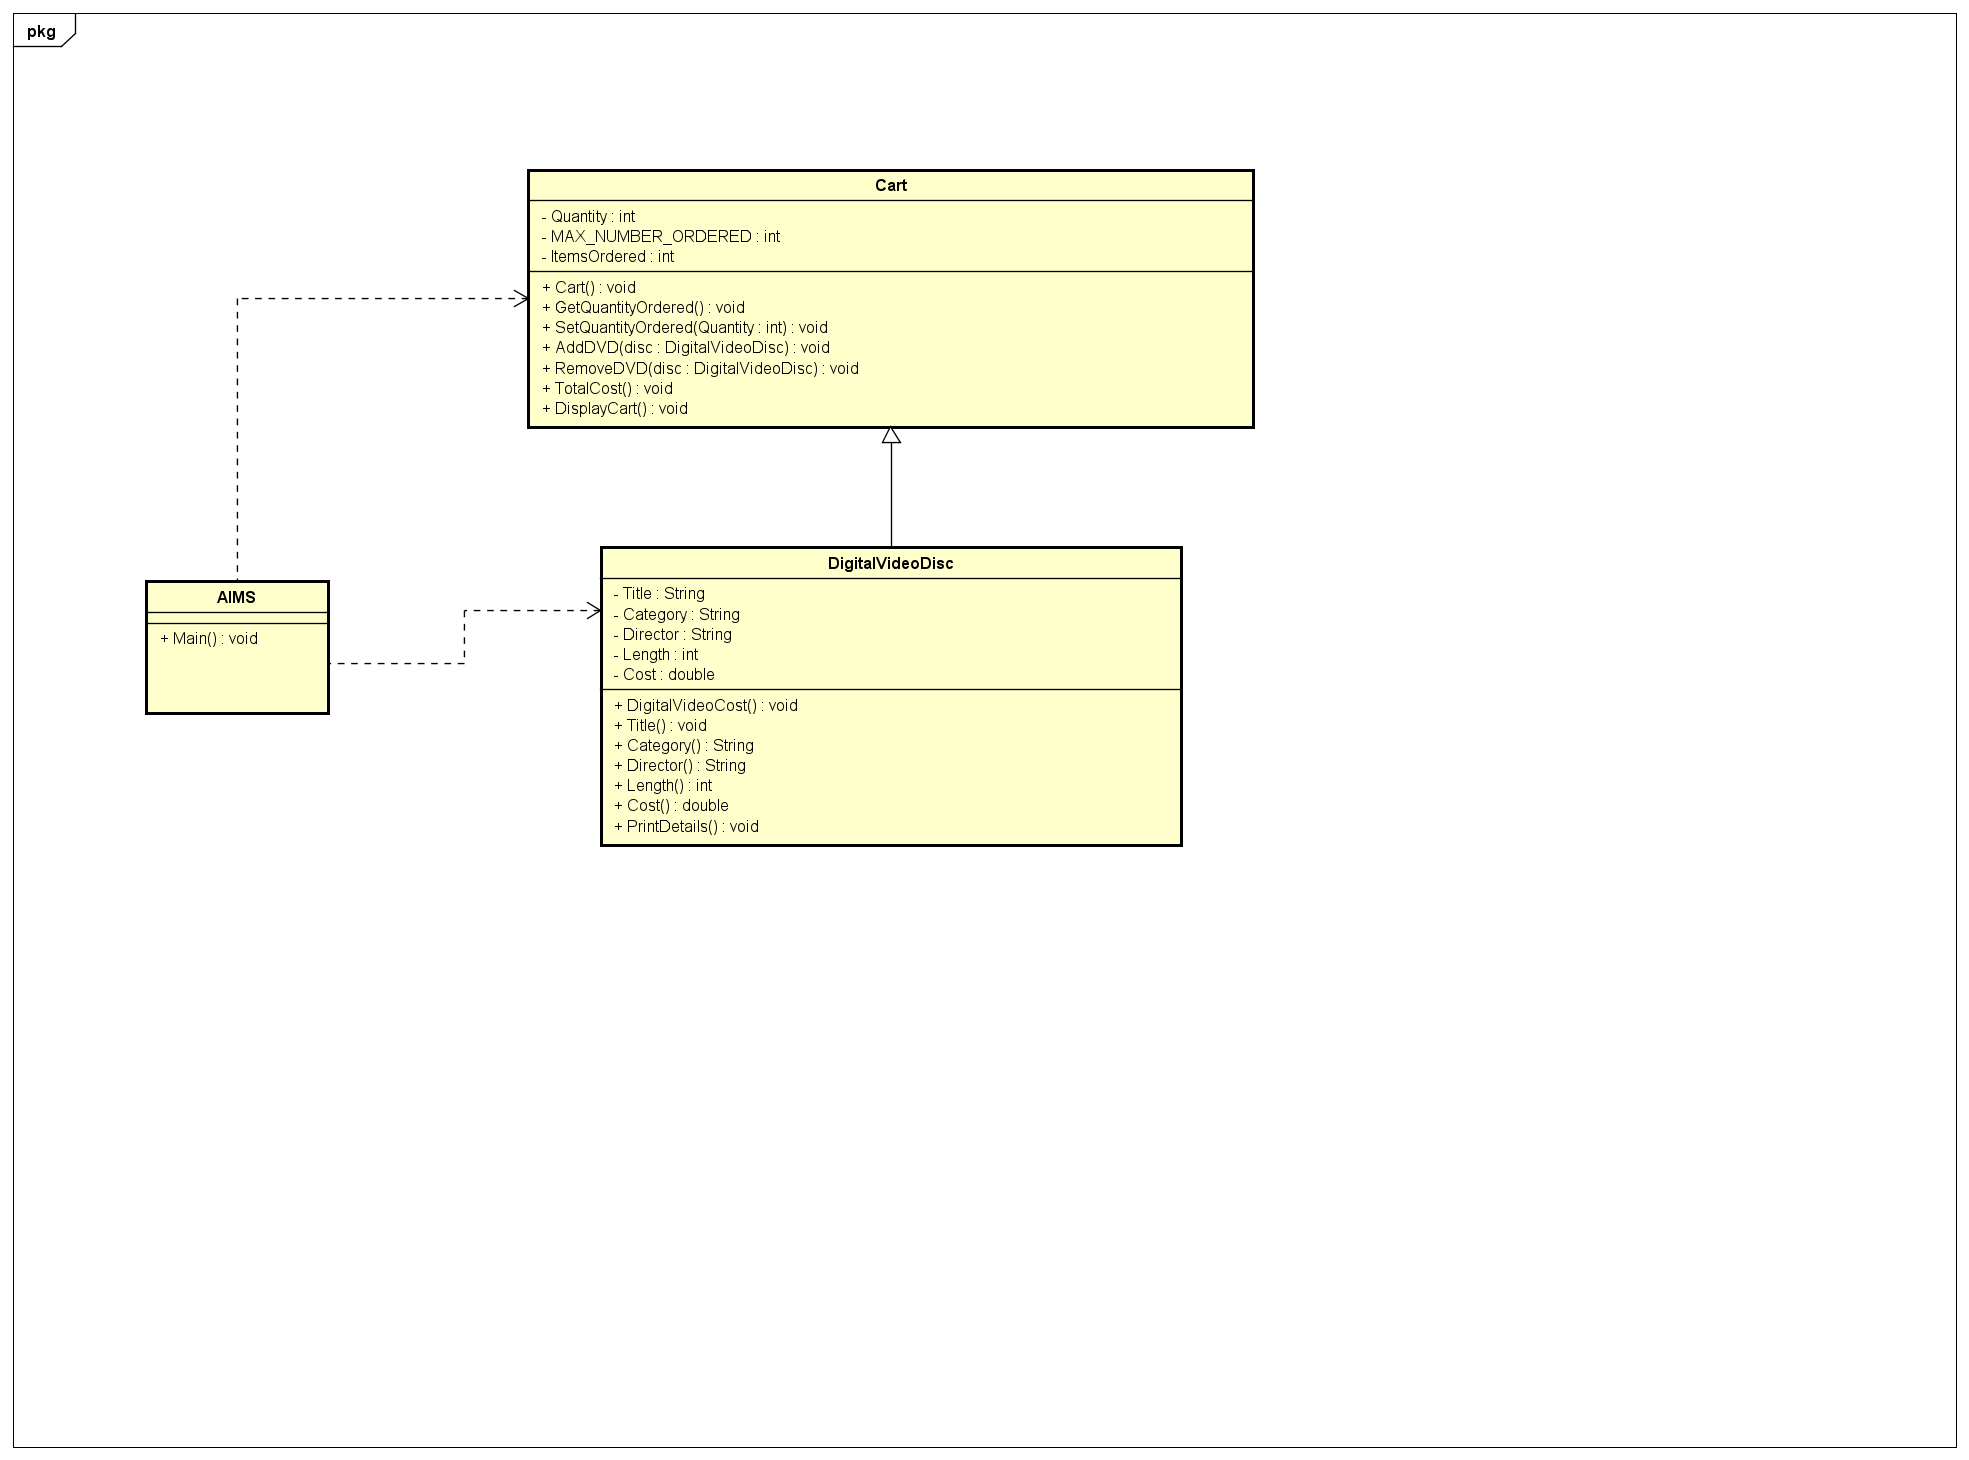 pkg
Cart
- Quantity : int
- MAX_NUMBER_ORDERED : int
- ItemsOrdered : int
+ Cart() : void
+ GetQuantityOrdered() : void
+ SetQuantityOrdered(Quantity : int) : void
+ AddDVD(disc : DigitalVideoDisc) : void
+ RemoveDVD(disc : DigitalVideoDisc) : void
+ TotalCost() : void
+ DisplayCart() : void
AIMS
+ Main() : void
DigitalVideoDisc
- Title : String
- Category : String
- Director : String
- Length : int
- Cost : double
+ DigitalVideoCost() : void
+ Title() : void
+ Category() : String
+ Director() : String
+ Length() : int
+ Cost() : double
+ PrintDetails() : void